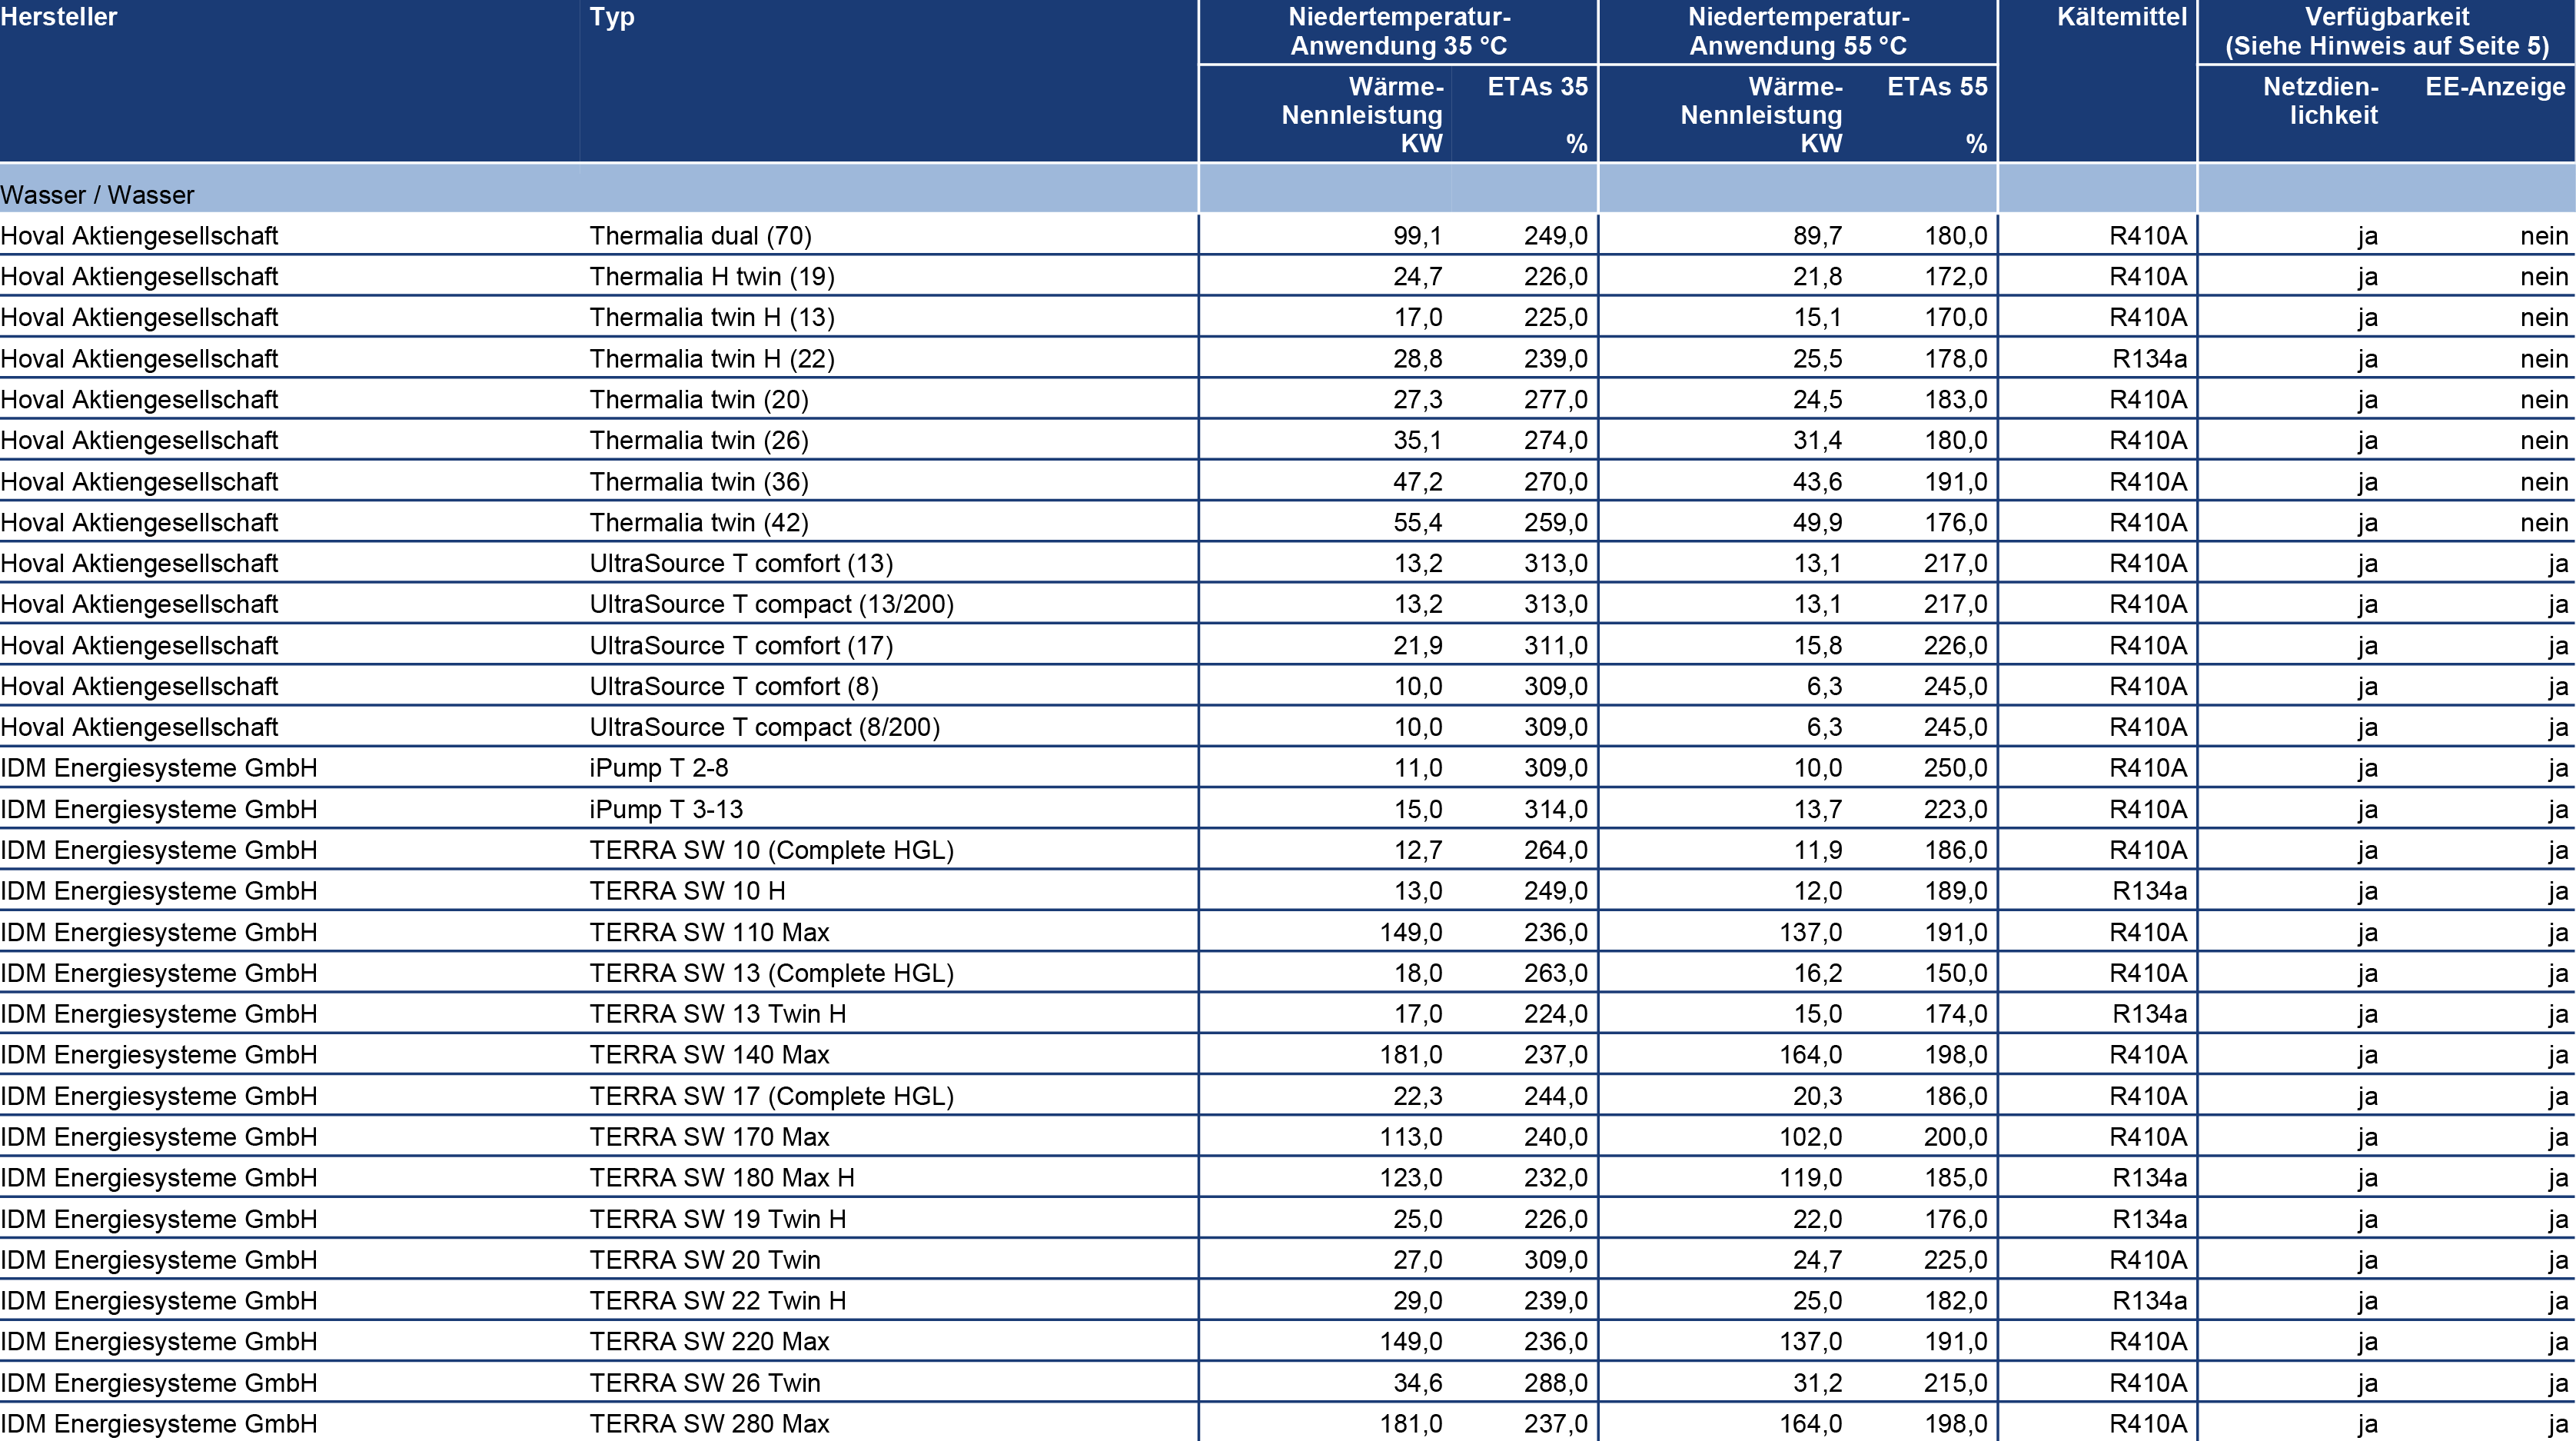 Hersteller Typ Niedertemperatur- Niedertemperatur- Kältemittel Verfügbarkeit
Anwendung 35 °C Anwendung 55 °C (Siehe Hinweis auf Seite 5)
Wärme- ETAs 35 Wärme- ETAs 55 Netzdien- EE-Anzeige
Nennleistung Nennleistung lichkeit
KW % KW %
Wasser / Wasser
Hoval Aktiengesellschaft Thermalia dual (70) 99,1 249,0 89,7 180,0 R410A ja nein
Hoval Aktiengesellschaft Thermalia H twin (19) 24,7 226,0 21,8 172,0 R410A ja nein
Hoval Aktiengesellschaft Thermalia twin H (13) 17,0 225,0 15,1 170,0 R410A ja nein
Hoval Aktiengesellschaft Thermalia twin H (22) 28,8 239,0 25,5 178,0 R134a ja nein
Hoval Aktiengesellschaft Thermalia twin (20) 27,3 277,0 24,5 183,0 R410A ja nein
Hoval Aktiengesellschaft Thermalia twin (26) 35,1 274,0 31,4 180,0 R410A ja nein
Hoval Aktiengesellschaft Thermalia twin (36) 47,2 270,0 43,6 191,0 R410A ja nein
Hoval Aktiengesellschaft Thermalia twin (42) 55,4 259,0 49,9 176,0 R410A ja nein
Hoval Aktiengesellschaft UltraSource T comfort (13) 13,2 313,0 13,1 217,0 R410A ja ja
Hoval Aktiengesellschaft UltraSource T compact (13/200) 13,2 313,0 13,1 217,0 R410A ja ja
Hoval Aktiengesellschaft UltraSource T comfort (17) 21,9 311,0 15,8 226,0 R410A ja ja
Hoval Aktiengesellschaft UltraSource T comfort (8) 10,0 309,0 6,3 245,0 R410A ja ja
Hoval Aktiengesellschaft UltraSource T compact (8/200) 10,0 309,0 6,3 245,0 R410A ja ja
IDM Energiesysteme GmbH iPump T 2-8 11,0 309,0 10,0 250,0 R410A ja ja
IDM Energiesysteme GmbH iPump T 3-13 15,0 314,0 13,7 223,0 R410A ja ja
IDM Energiesysteme GmbH TERRA SW 10 (Complete HGL) 12,7 264,0 11,9 186,0 R410A ja ja
IDM Energiesysteme GmbH TERRA SW 10 H 13,0 249,0 12,0 189,0 R134a ja ja
IDM Energiesysteme GmbH TERRA SW 110 Max 149,0 236,0 137,0 191,0 R410A ja ja
IDM Energiesysteme GmbH TERRA SW 13 (Complete HGL) 18,0 263,0 16,2 150,0 R410A ja ja
IDM Energiesysteme GmbH TERRA SW 13 Twin H 17,0 224,0 15,0 174,0 R134a ja ja
IDM Energiesysteme GmbH TERRA SW 140 Max 181,0 237,0 164,0 198,0 R410A ja ja
IDM Energiesysteme GmbH TERRA SW 17 (Complete HGL) 22,3 244,0 20,3 186,0 R410A ja ja
IDM Energiesysteme GmbH TERRA SW 170 Max 113,0 240,0 102,0 200,0 R410A ja ja
IDM Energiesysteme GmbH TERRA SW 180 Max H 123,0 232,0 119,0 185,0 R134a ja ja
IDM Energiesysteme GmbH TERRA SW 19 Twin H 25,0 226,0 22,0 176,0 R134a ja ja
IDM Energiesysteme GmbH TERRA SW 20 Twin 27,0 309,0 24,7 225,0 R410A ja ja
IDM Energiesysteme GmbH TERRA SW 22 Twin H 29,0 239,0 25,0 182,0 R134a ja ja
IDM Energiesysteme GmbH TERRA SW 220 Max 149,0 236,0 137,0 191,0 R410A ja ja
IDM Energiesysteme GmbH TERRA SW 26 Twin 34,6 288,0 31,2 215,0 R410A ja ja
IDM Energiesysteme GmbH TERRA SW 280 Max 181,0 237,0 164,0 198,0 R410A ja ja